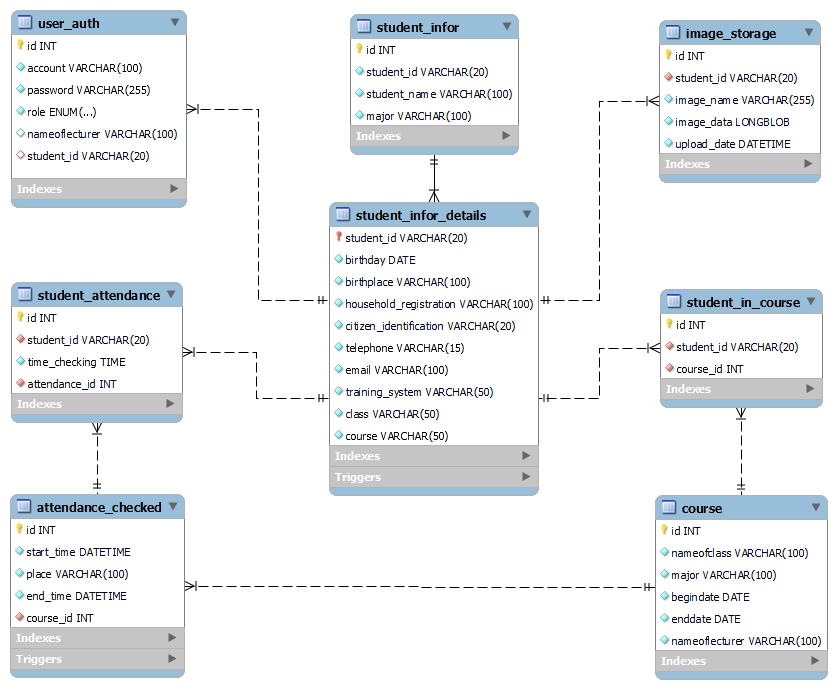 user_auth
id INT
account VARCHAR(100)
password VARCHAR(255)
role ENUM(...)
nameoflecturer VARCHAR(100)
student_id VARCHAR(20)
Indexes
student_infor
id INT
student_id VARCHAR(20)
student_name VARCHAR(100)
major VARCHAR(100)
Indexes
image_storage
id INT
student_id VARCHAR(20)
image_name VARCHAR(255)
image_data LONGBLOB
upload_date DATETIME
Indexes
student_infor_details
student_id VARCHAR(20)
birthday DATE
birthplace VARCHAR(100)
household_registration VARCHAR(100)
citizen_identification VARCHAR(20)
telephone VARCHAR(15)
email VARCHAR(100)
training_system VARCHAR(50)
class VARCHAR(50)
course VARCHAR(50)
Indexes
Triggers
student_attendance
id INT
student_id VARCHAR(20)
time_checking TIME
attendance_id INT
Indexes
student_in_course
id INT
student_id VARCHAR(20)
course_id INT
Indexes
attendance_checked
id INT
start_time DATETIME
place VARCHAR(100)
end_time DATETIME
course_id INT
Indexes
Triggers
course
id INT
nameofclass VARCHAR(100)
major VARCHAR(100)
begindate DATE
enddate DATE
nameoflecturer VARCHAR(100)
Indexes